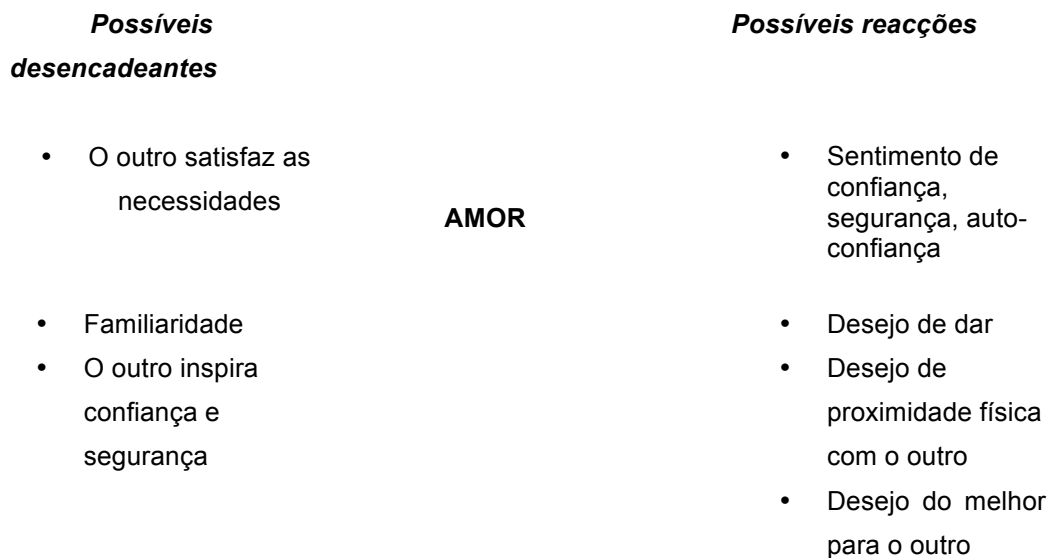 Possíveis
desencadeantes
Possíveis reacções
• O outro satisfaz as
necessidades
AMOR
• Sentimento de
confiança,
segurança, auto-
confiança
• Familiaridade
• O outro inspira
confiança e
segurança
• Desejo de dar
• Desejo de
proximidade física
com o outro
• Desejo do melhor
para o outro